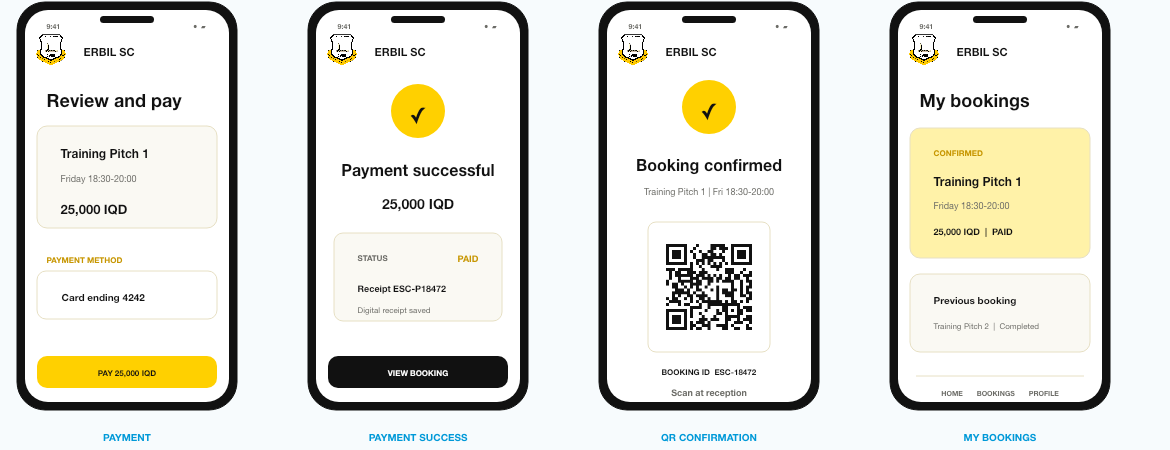 9:41
ERBIL SC
Review and pay
Training Pitch 1
Friday 18:30-20:00
25,000 IQD
PAYMENT METHOD
Card ending 4242
PAY 25,000 IQD
PAYMENT
9:41
ERBIL SC
✓
Payment successful
25,000 IQD
STATUS PAID
Receipt ESC-P18472
Digital receipt saved
VIEW BOOKING
PAYMENT SUCCESS
9:41
ERBIL SC
✓
Booking confirmed
Training Pitch 1 | Fri 18:30-20:00
BOOKING ID ESC-18472
Scan at reception
QR CONFIRMATION
9:41
ERBIL SC
My bookings
CONFIRMED
Training Pitch 1
Friday 18:30-20:00
25,000 IQD | PAID
Previous booking
Training Pitch 2 | Completed
HOME BOOKINGS PROFILE
MY BOOKINGS